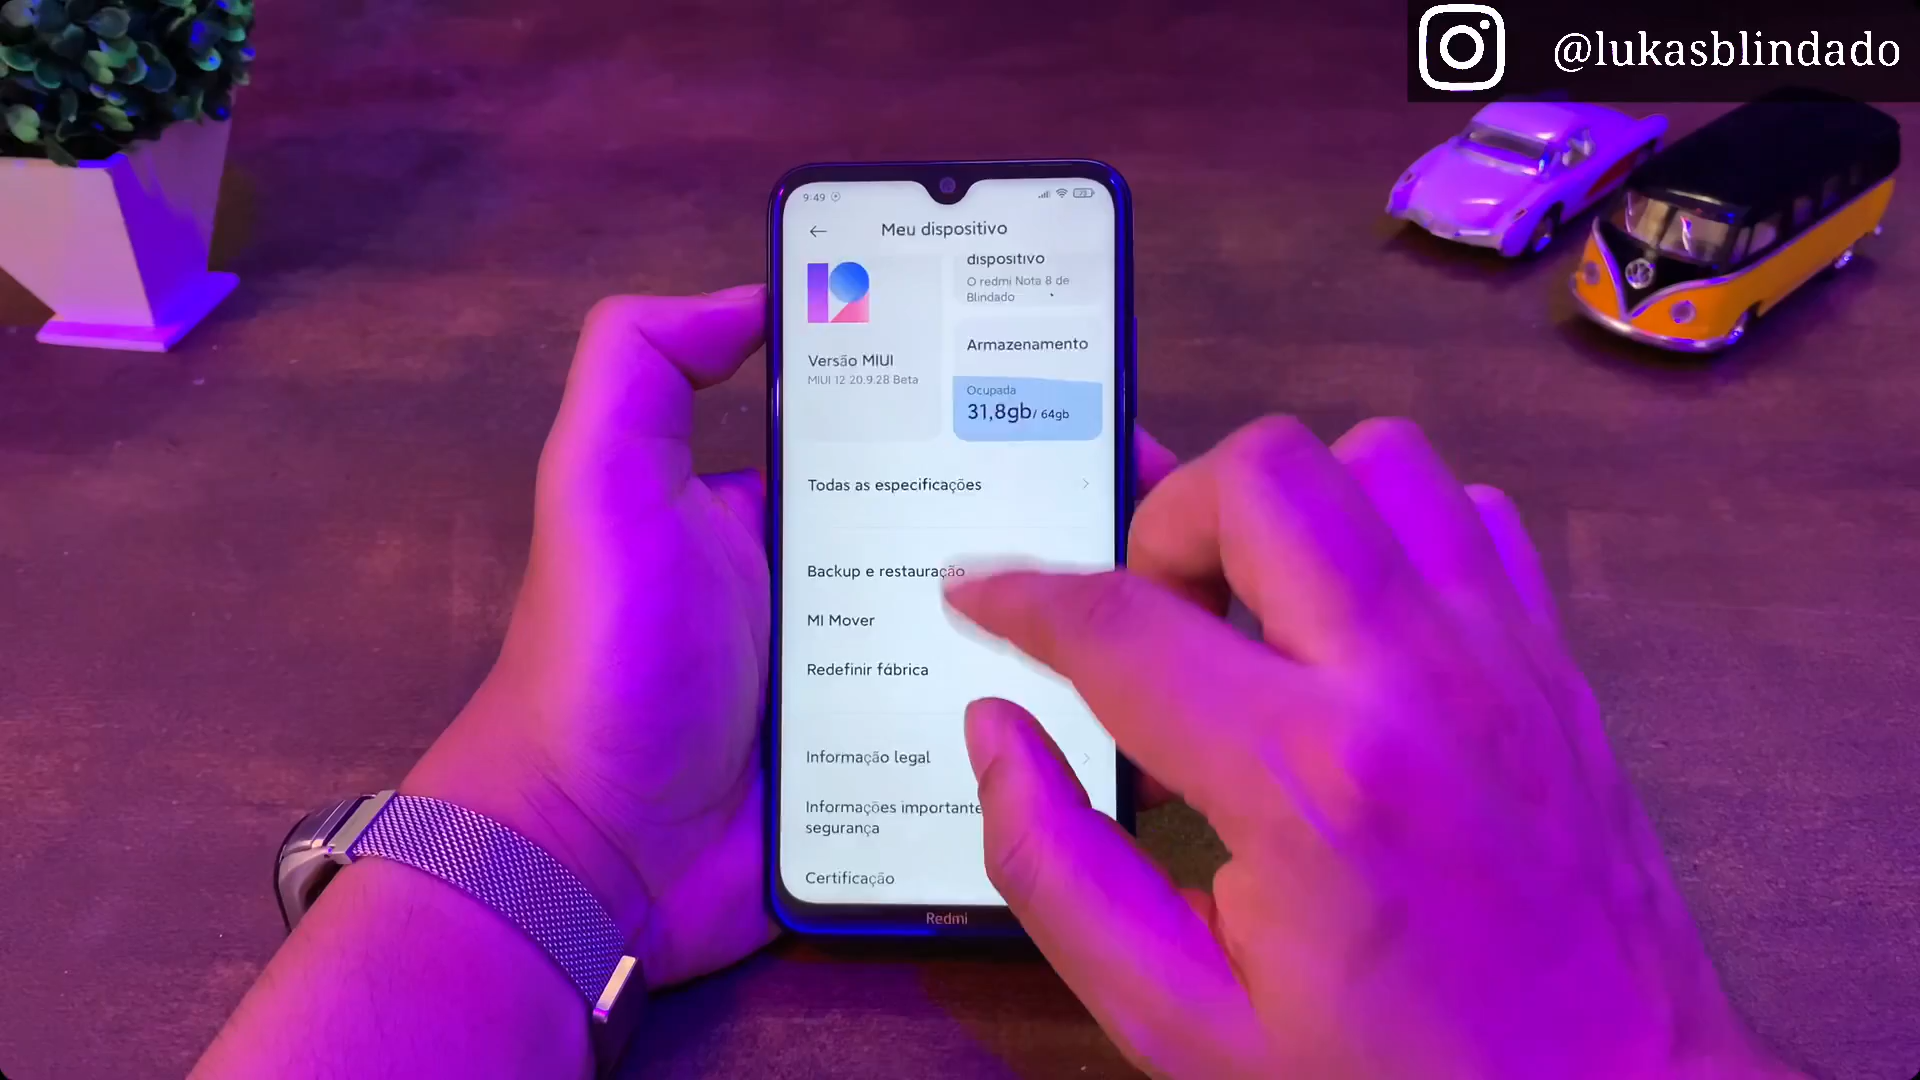 @lukasblindado
9:49
Meu dispositivo
dispositivo
O redmi Nota 8 de
Blindado
Versão MIUI
MIUI 12 20.9.28 Beta
Armazenamento
Ocupada
31,8gb/ 64gb
Todas as especificações
Backup e restauração
MI Mover
Redefinir fábrica
Informação legal
Informações importante
segurança
Certificação
Redmi